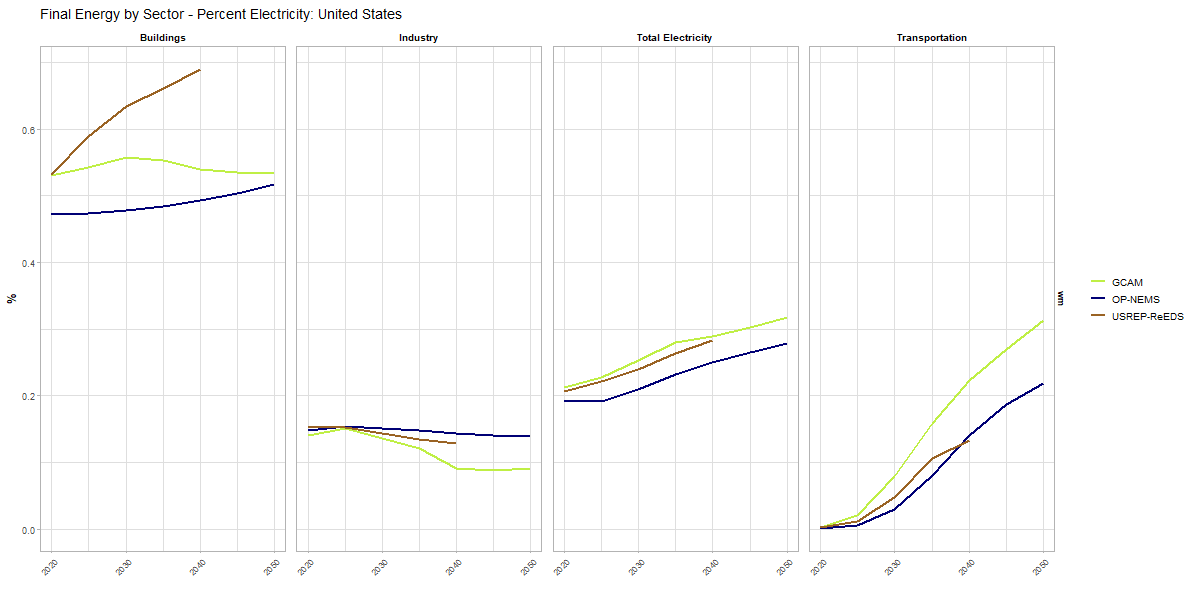 Final Energy by Sector - Percent Electricity: United States
Buildings
Industry
Total Electricity
Transportation
0.6
0.4
0.2
0.0
%
wm
2020
2030
2040
2050
2020
2030
2040
2050
2020
2030
2040
2050
2020
2030
2040
2050
GCAM
OP-NEMS
USREP-ReEDS